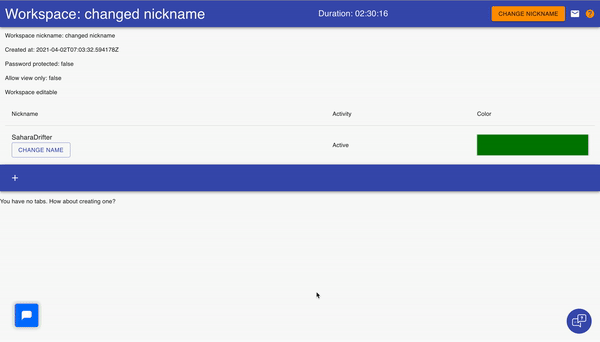 Workspace: changed nickname
Duration: 02:30:16
CHANGE NICKNAME
?
Workspace nickname: changed nickname
Created at: 2021-04-02T07:03:32.594178Z
Password protected: false
Allow view only: false
Workspace editable
Nickname Activity Color
SaharaDrifter
CHANGE NAME
Active
+
You have no tabs. How about creating one?